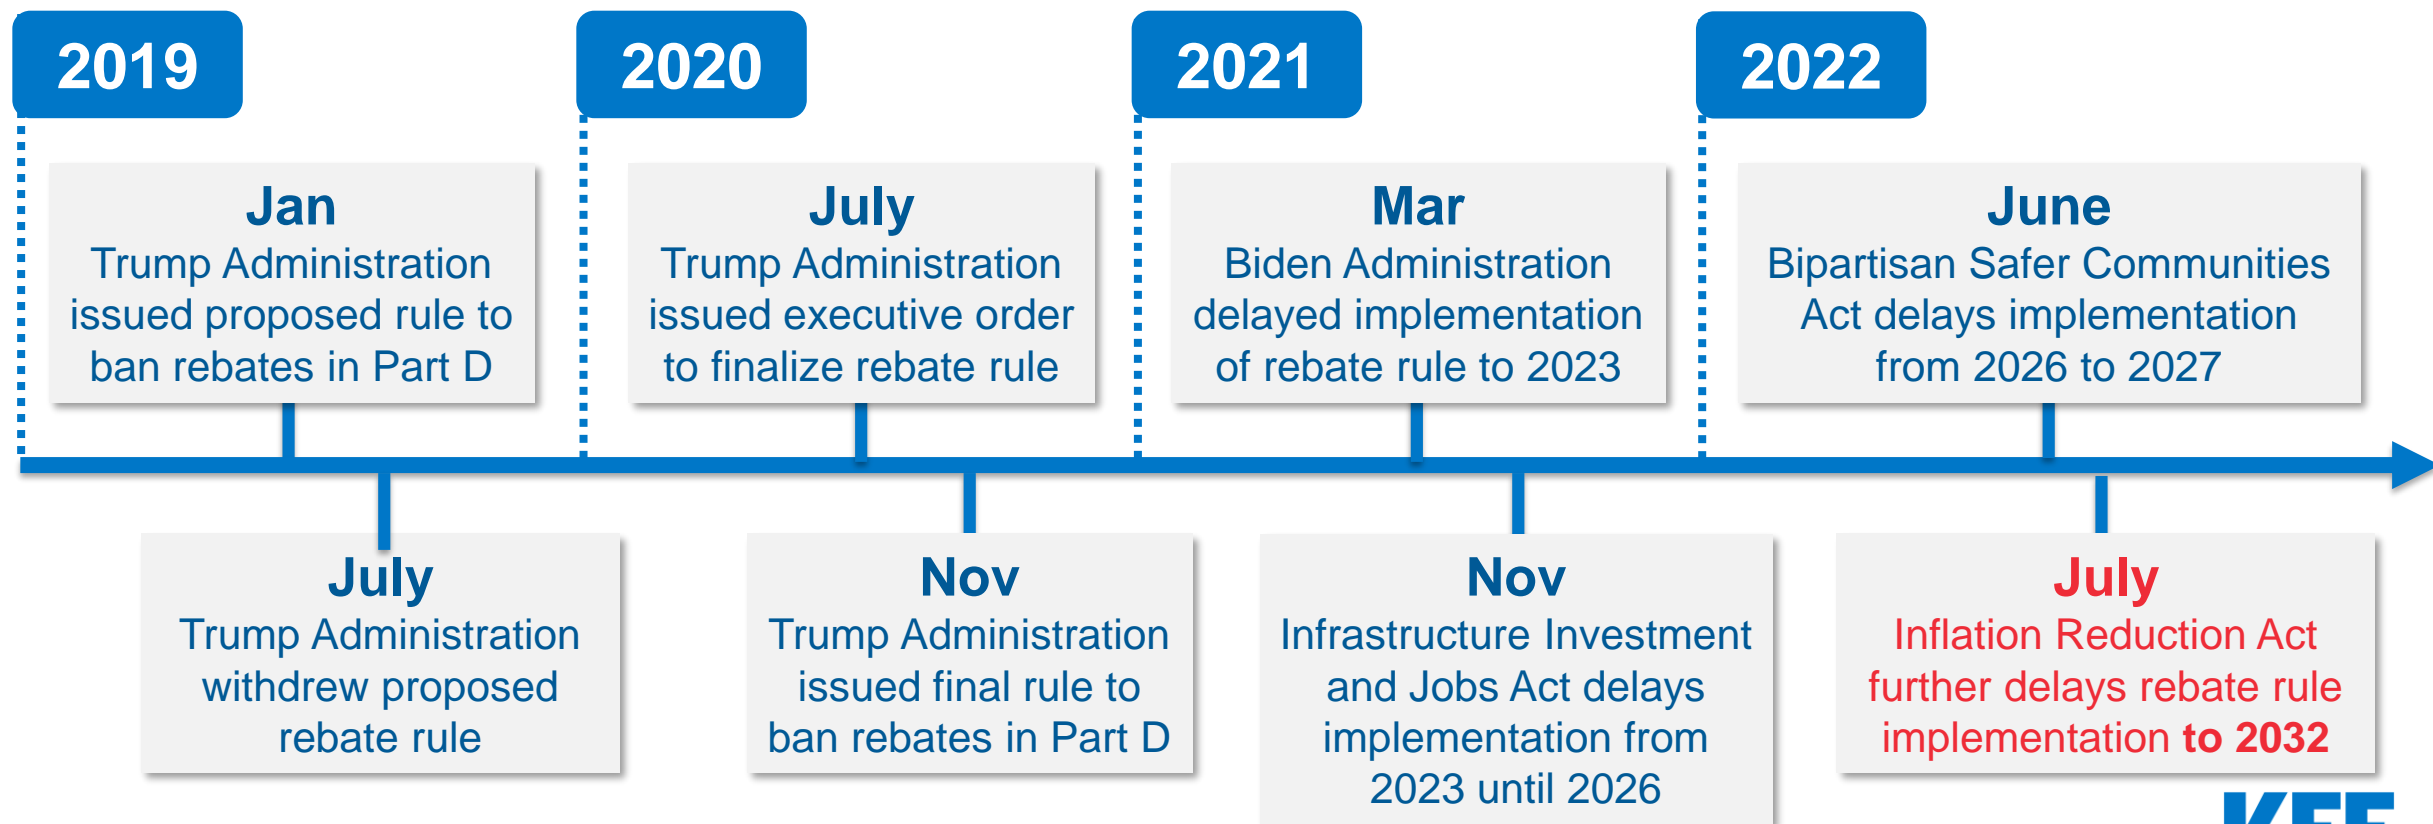 2019
2020
2021
2022
Jan
Trump Administration
issued proposed rule to
ban rebates in Part D
July
Trump Administration
issued executive order
to finalize rebate rule
Mar
Biden Administration
delayed implementation
of rebate rule to 2023
June
Bipartisan Safer Communities
Act delays implementation
from 2026 to 2027
July
Trump Administration
withdrew proposed
rebate rule
Nov
Trump Administration
issued final rule to
ban rebates in Part D
Nov
Infrastructure Investment
and Jobs Act delays
implementation from
2023 until 2026
July
Inflation Reduction Act
further delays rebate rule
implementation to 2032
KFF